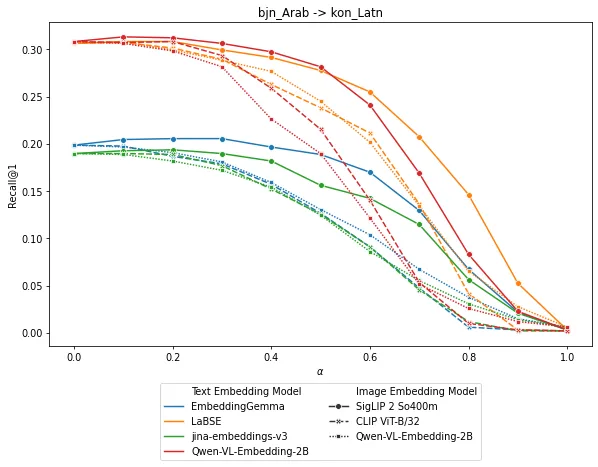 bjn_Arab -> kon_Latn
Recall@1
0.30
0.25
0.20
0.15
0.10
0.05
0.00
0.0 0.2 0.4 0.6 0.8 1.0
α
Text Embedding Model Image Embedding Model
EmbeddingGemma SigLIP 2 So400m
LaBSE CLIP ViT-B/32
jina-embeddings-v3 Qwen-VL-Embedding-2B
Qwen-VL-Embedding-2B